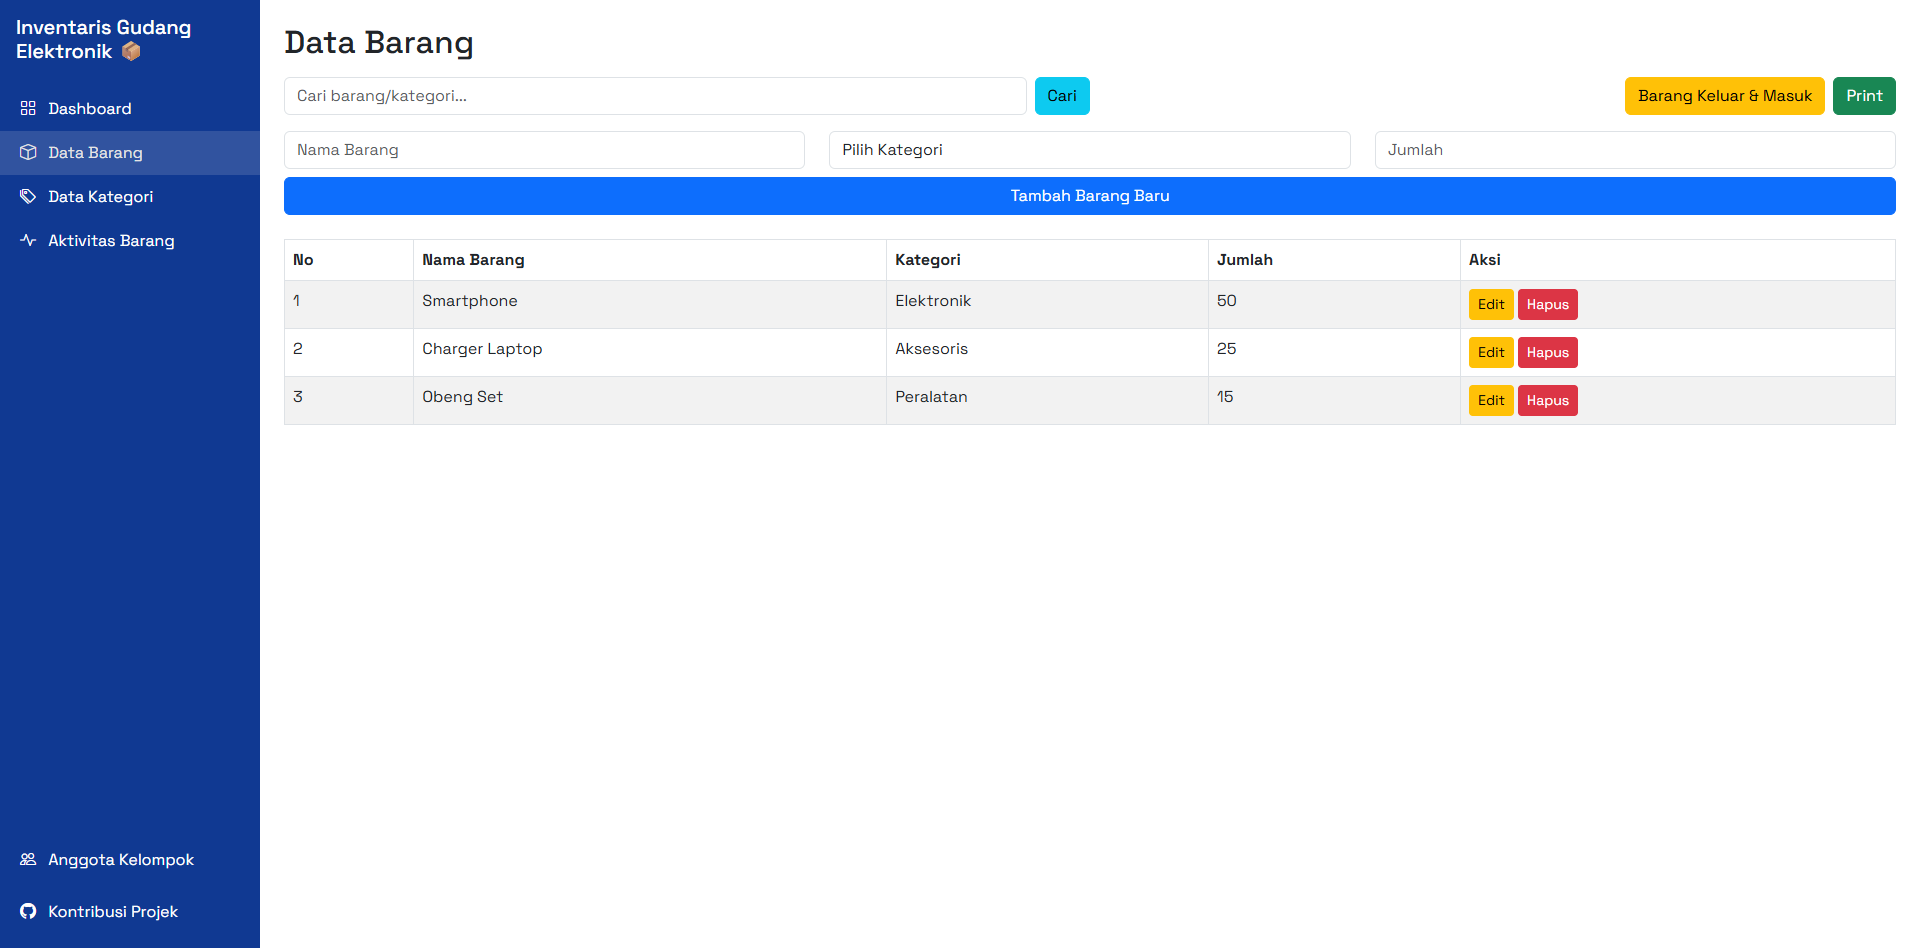 Inventaris Gudang
Elektronik 📦
Dashboard
Data Barang
Data Kategori
Aktivitas Barang
Anggota Kelompok
Kontribusi Projek
Data Barang
Cari barang/kategori... Cari Barang Keluar & Masuk Print
Nama Barang Pilih Kategori Jumlah
Tambah Barang Baru
No Nama Barang Kategori Jumlah Aksi
1 Smartphone Elektronik 50 Edit Hapus
2 Charger Laptop Aksesoris 25 Edit Hapus
3 Obeng Set Peralatan 15 Edit Hapus